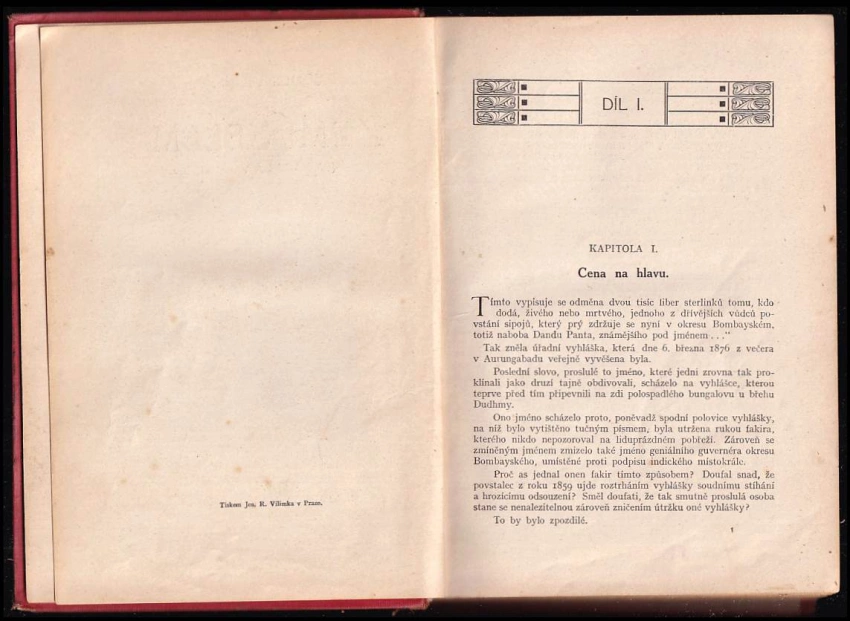 Tiskem Jos. R. Vilímka v Praze.
DÍL I.
KAPITOLA I.
Cena na hlavu.
Tímto vypisuje se odměna dvou tisíc liber sterlinků tomu, kdo
dodá, živého nebo mrtvého, jednoho z dřívějších vůdců po-
vstání sipojů, který prý zdržuje se nyní v okresu Bombayském,
totiž naboba Dandu Panta, známějšího pod jménem . . .“
Tak zněla úřadní vyhláška, která dne 6. března 1876 z večera
v Aurungabadu veřejně vyvěšena byla.
Poslední slovo, proslulé to jméno, které jedni zrovna tak pro-
klínali jako druzí tajně obdivovali, scházelo na vyhlášce, kterou
teprve před tím připevnili na zdi polospadlého bungalovu u břehu
Dudhmy.
Ono jméno scházelo proto, poněvadž spodní polovice vyhlášky,
na níž bylo vytištěno tučným písmem, byla utržena rukou fakira,
kterého nikdo nepozoroval na liduprázdném pobřeží. Zároveň se
zmíněným jménem zmizelo také jméno geniálního guvernéra okresu
Bombayského, umístěné proti podpisu indického místokrále.
Proč as jednal onen fakir tímto způsobem? Doufal snad, že
povstalec z roku 1859 ujde roztrháním vyhlášky soudnímu stíhání
a hrozícímu odsouzení? Směl doufati, že tak smutně proslulá osoba
stane se nenalezitelnou zároveň zničením útržku oné vyhlášky?
To by bylo zpozdilé.
1